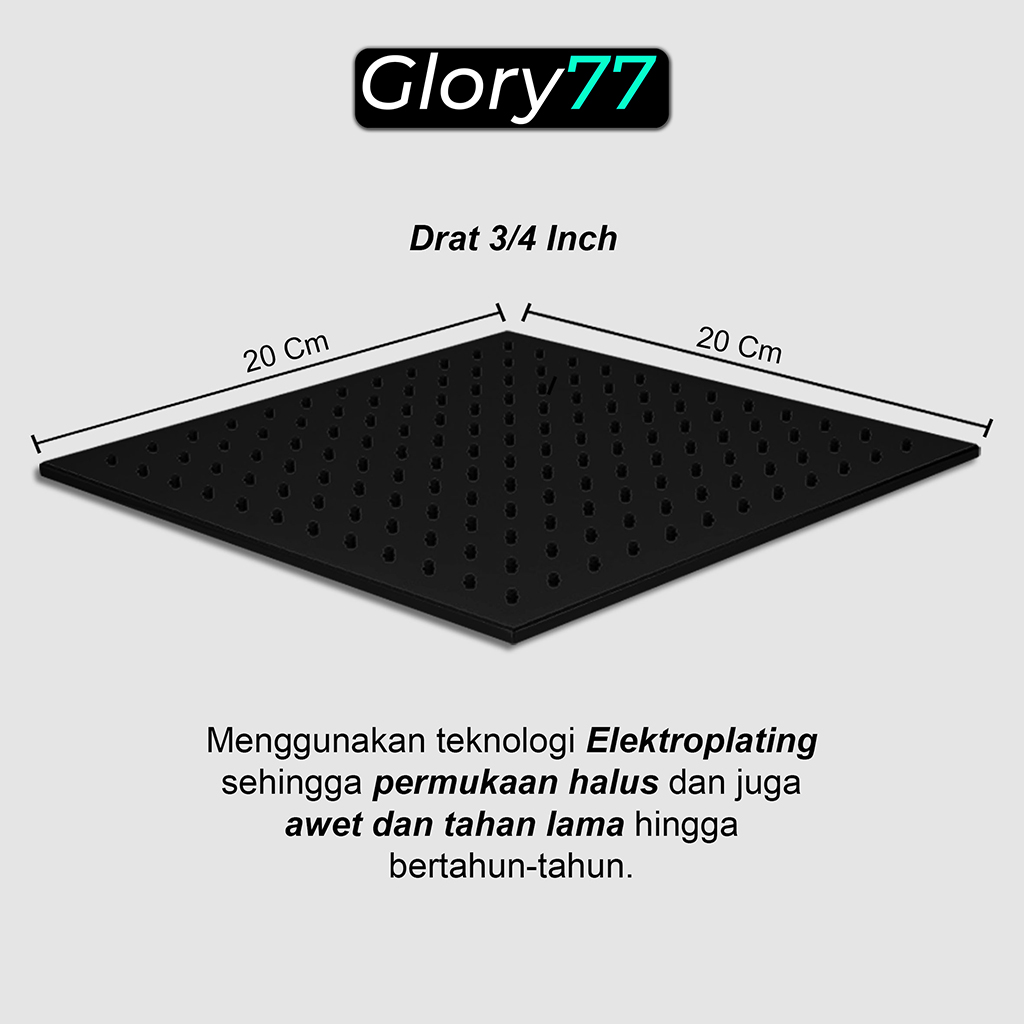 Glory77
Drat 3/4 Inch
20 Cm
20 Cm
Menggunakan teknologi Elektroplating
sehingga permukaan halus dan juga
awet dan tahan lama hingga
bertahun-tahun.